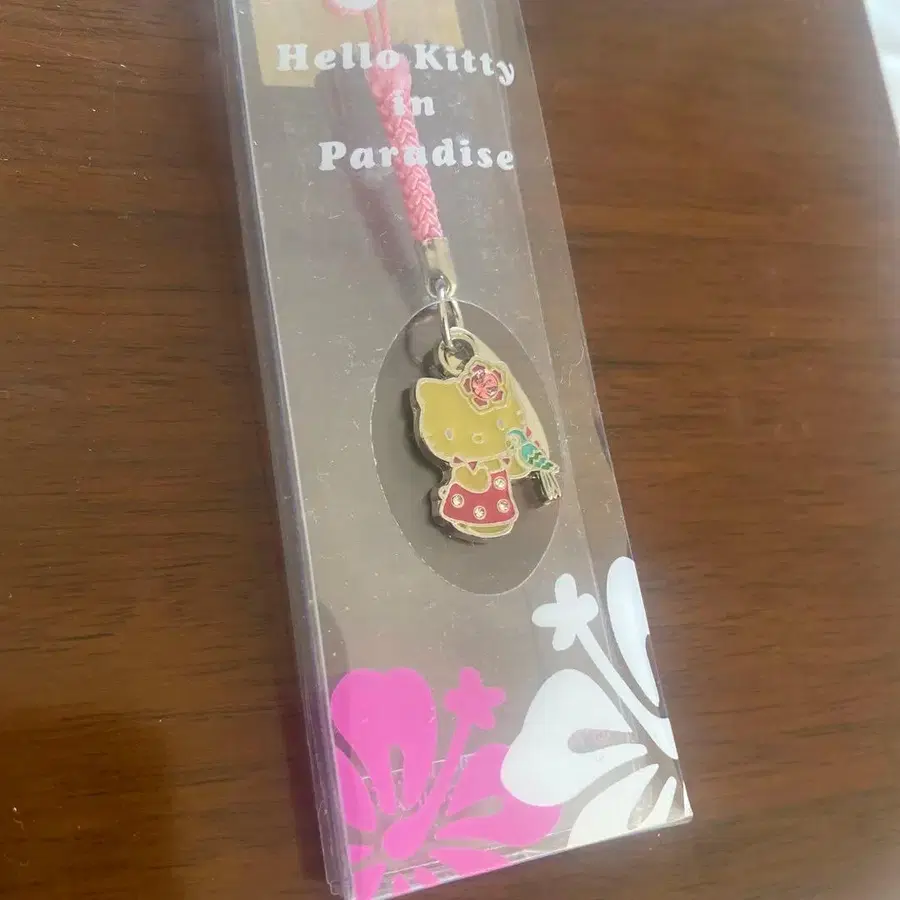 Hello Kitty
in
Paradise